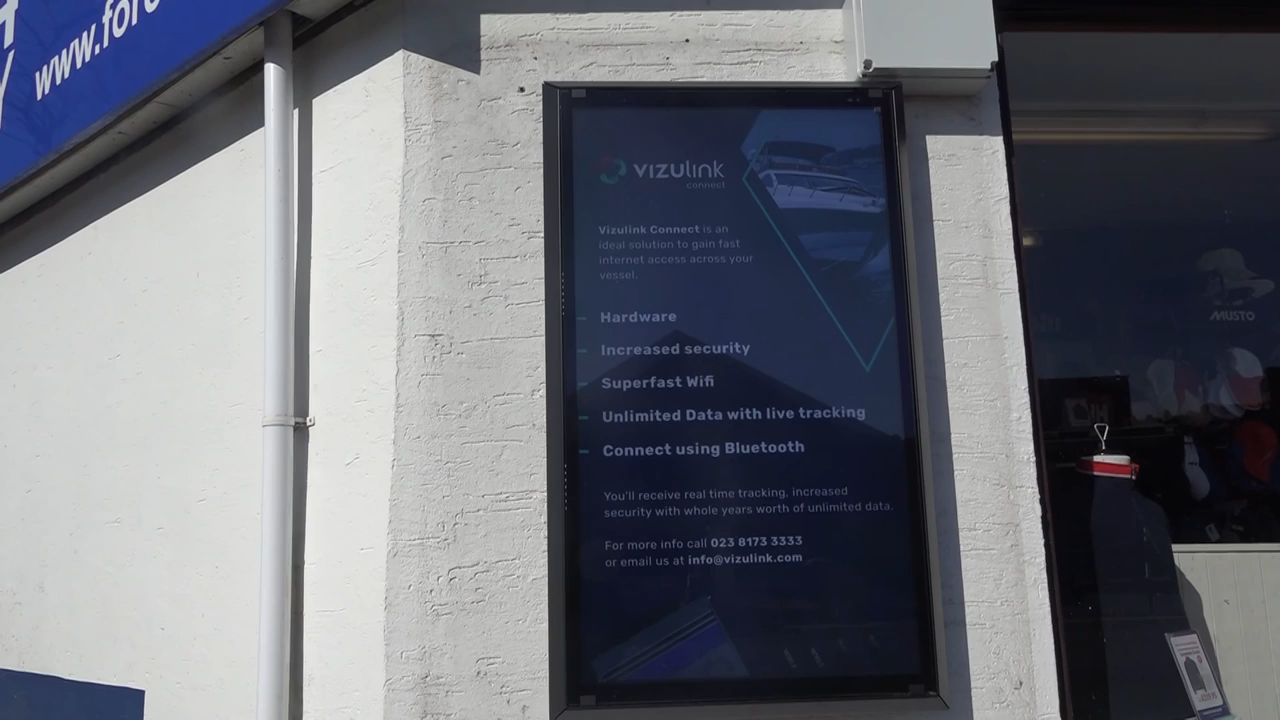 www.for
vizulink
connect
Vizulink Connect is an
ideal solution to gain fast
internet access across your
vessel.
Hardware
Increased security
Superfast Wifi
Unlimited Data with live tracking
Connect using Bluetooth
You'll receive real time tracking, increased
security with whole years worth of unlimited data.
For more info call 023 8173 3333
or email us at info@vizulink.com
MUSTO